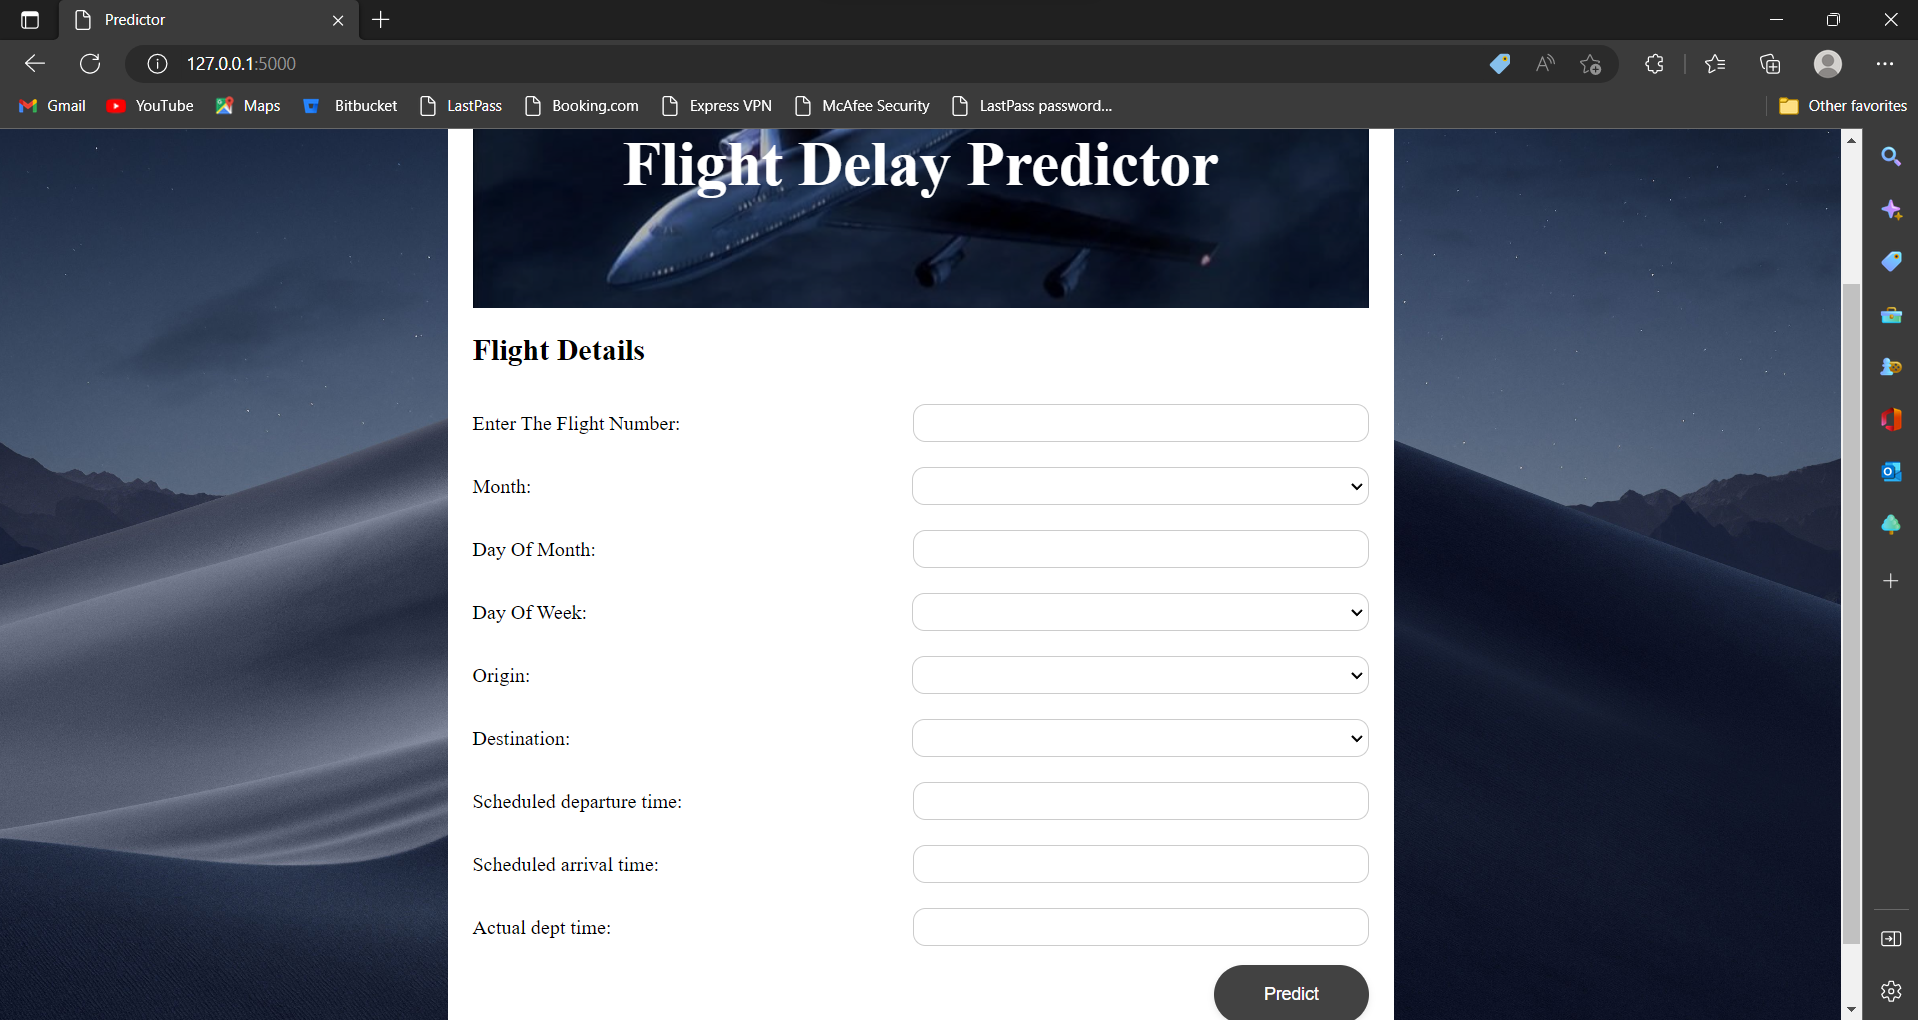 Predictor
127.0.0.1:5000
Gmail YouTube Maps Bitbucket LastPass Booking.com Express VPN McAfee Security LastPass password... Other favorites
Flight Delay Predictor
Flight Details
Enter The Flight Number:
Month:
Day Of Month:
Day Of Week:
Origin:
Destination:
Scheduled departure time:
Scheduled arrival time:
Actual dept time:
Predict